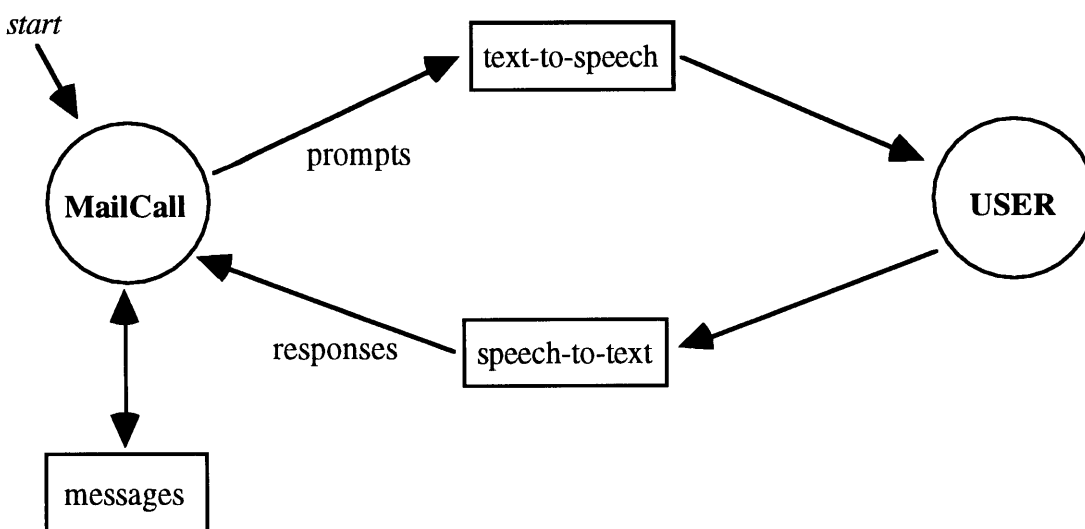 start
text-to-speech
prompts
MailCall
USER
responses
speech-to-text
messages